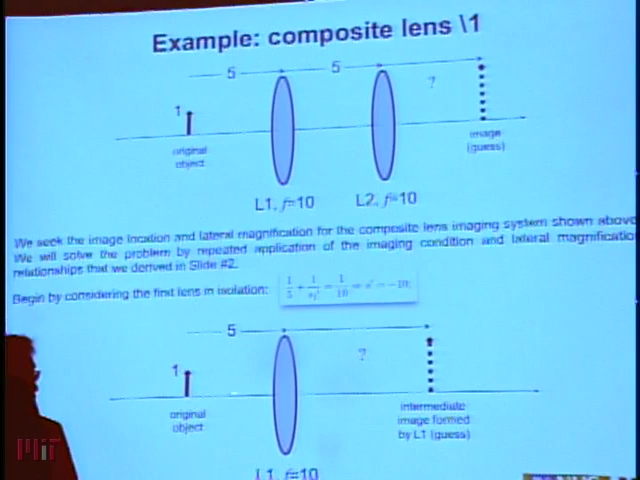 Example: composite lens \1
5
5
?
1
original
object
image
(guess)
L1, f=10
L2, f=10
We seek the image location and lateral magnification for the composite lens imaging system shown above
We will solve the problem by repeated application of the imaging condition and lateral magnification
relationships that we derived in Slide #2.
Begin by considering the first lens in isolation:
5
?
1
original
object
intermediate
image formed
by L1 (guess)
L1, f=10
MIT